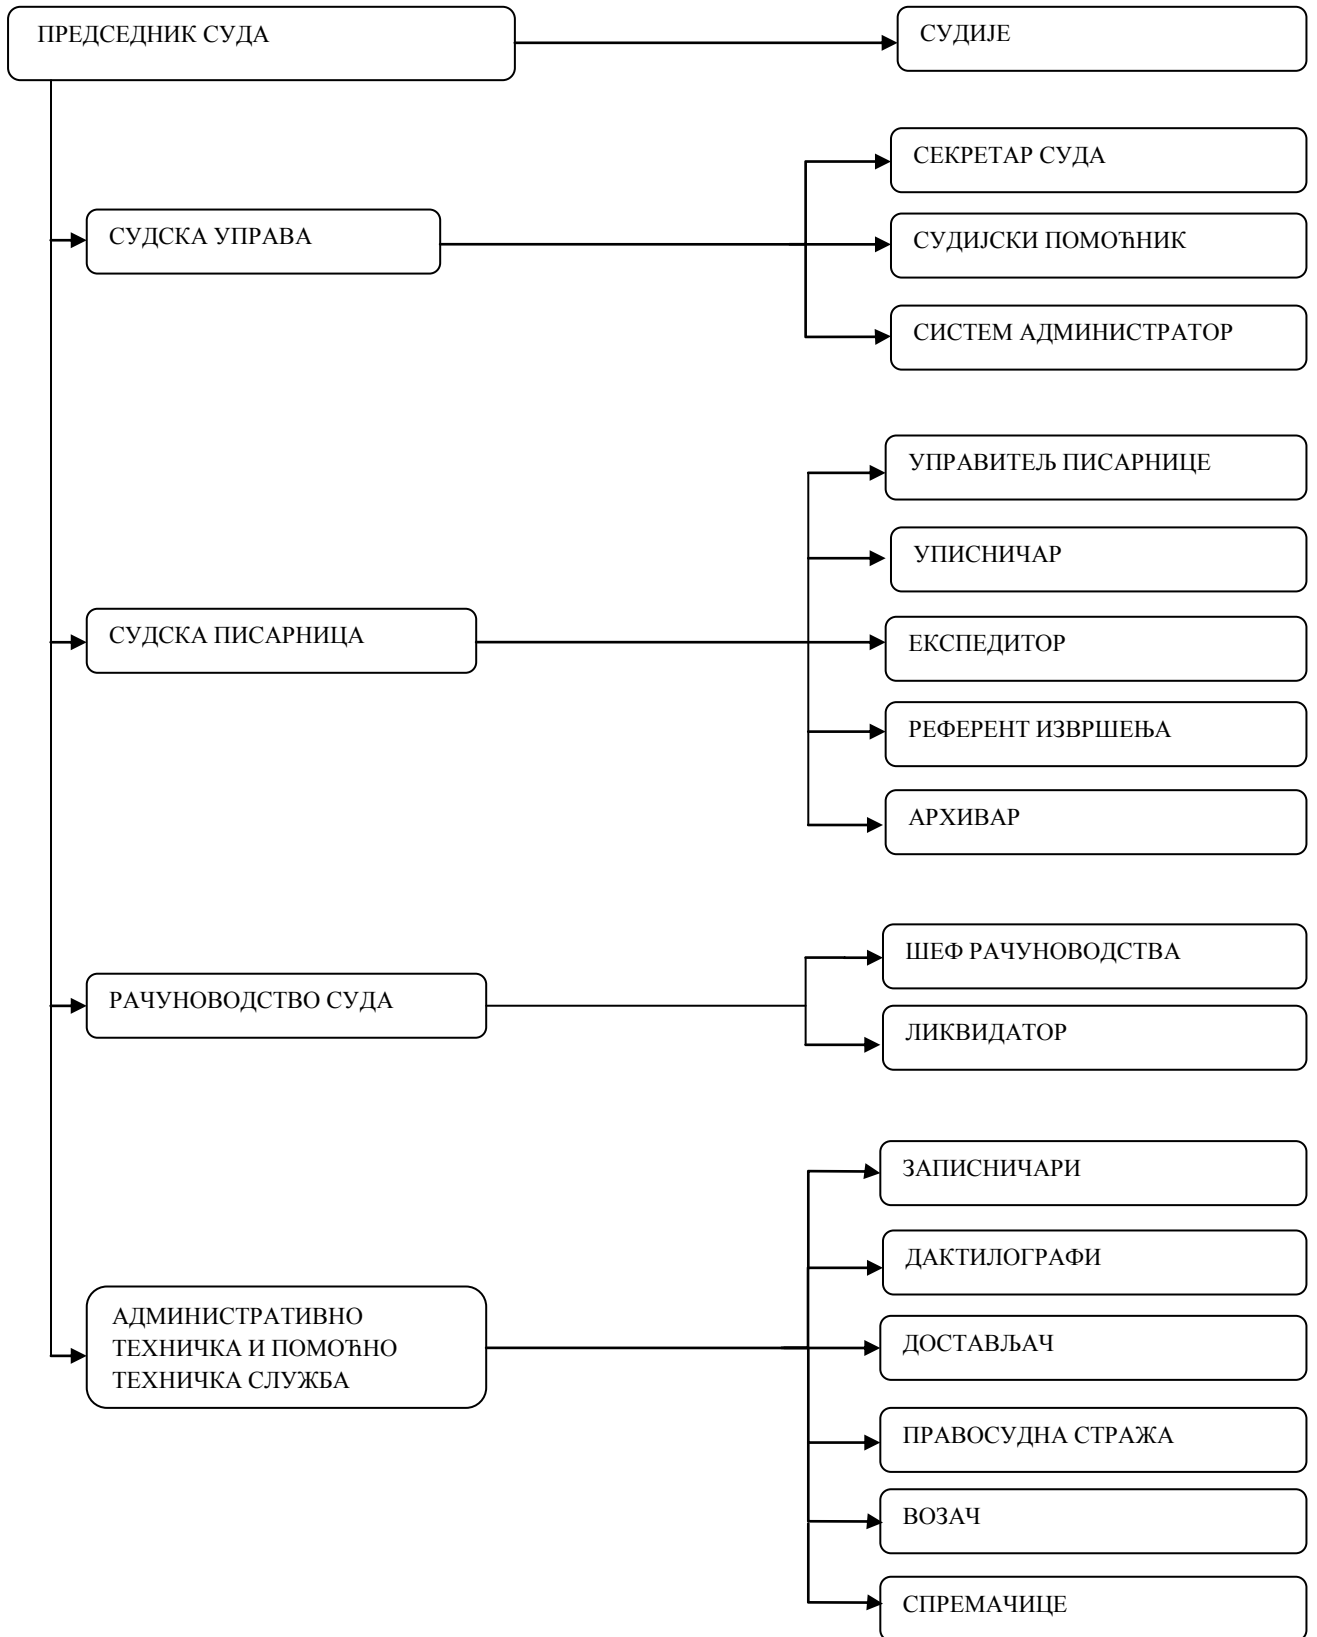 ПРЕДСЕДНИК СУДА
СУДИЈЕ
СУДСКА УПРАВА
СЕКРЕТАР СУДА
СУДИЈСКИ ПОМОЋНИК
СИСТЕМ АДМИНИСТРАТОР
СУДСКА ПИСАРНИЦА
УПРАВИТЕЉ ПИСАРНИЦЕ
УПИСНИЧАР
ЕКСПЕДИТОР
РЕФЕРЕНТ ИЗВРШЕЊА
АРХИВАР
РАЧУНОВОДСТВО СУДА
ШЕФ РАЧУНОВОДСТВА
ЛИКВИДАТОР
АДМИНИСТРАТИВНО
ТЕХНИЧКА И ПОМОЋНО
ТЕХНИЧКА СЛУЖБА
ЗАПИСНИЧАРИ
ДАКТИЛОГРАФИ
ДОСТАВЉАЧ
ПРАВОСУДНА СТРАЖА
ВОЗАЧ
СПРЕМАЧИЦЕ